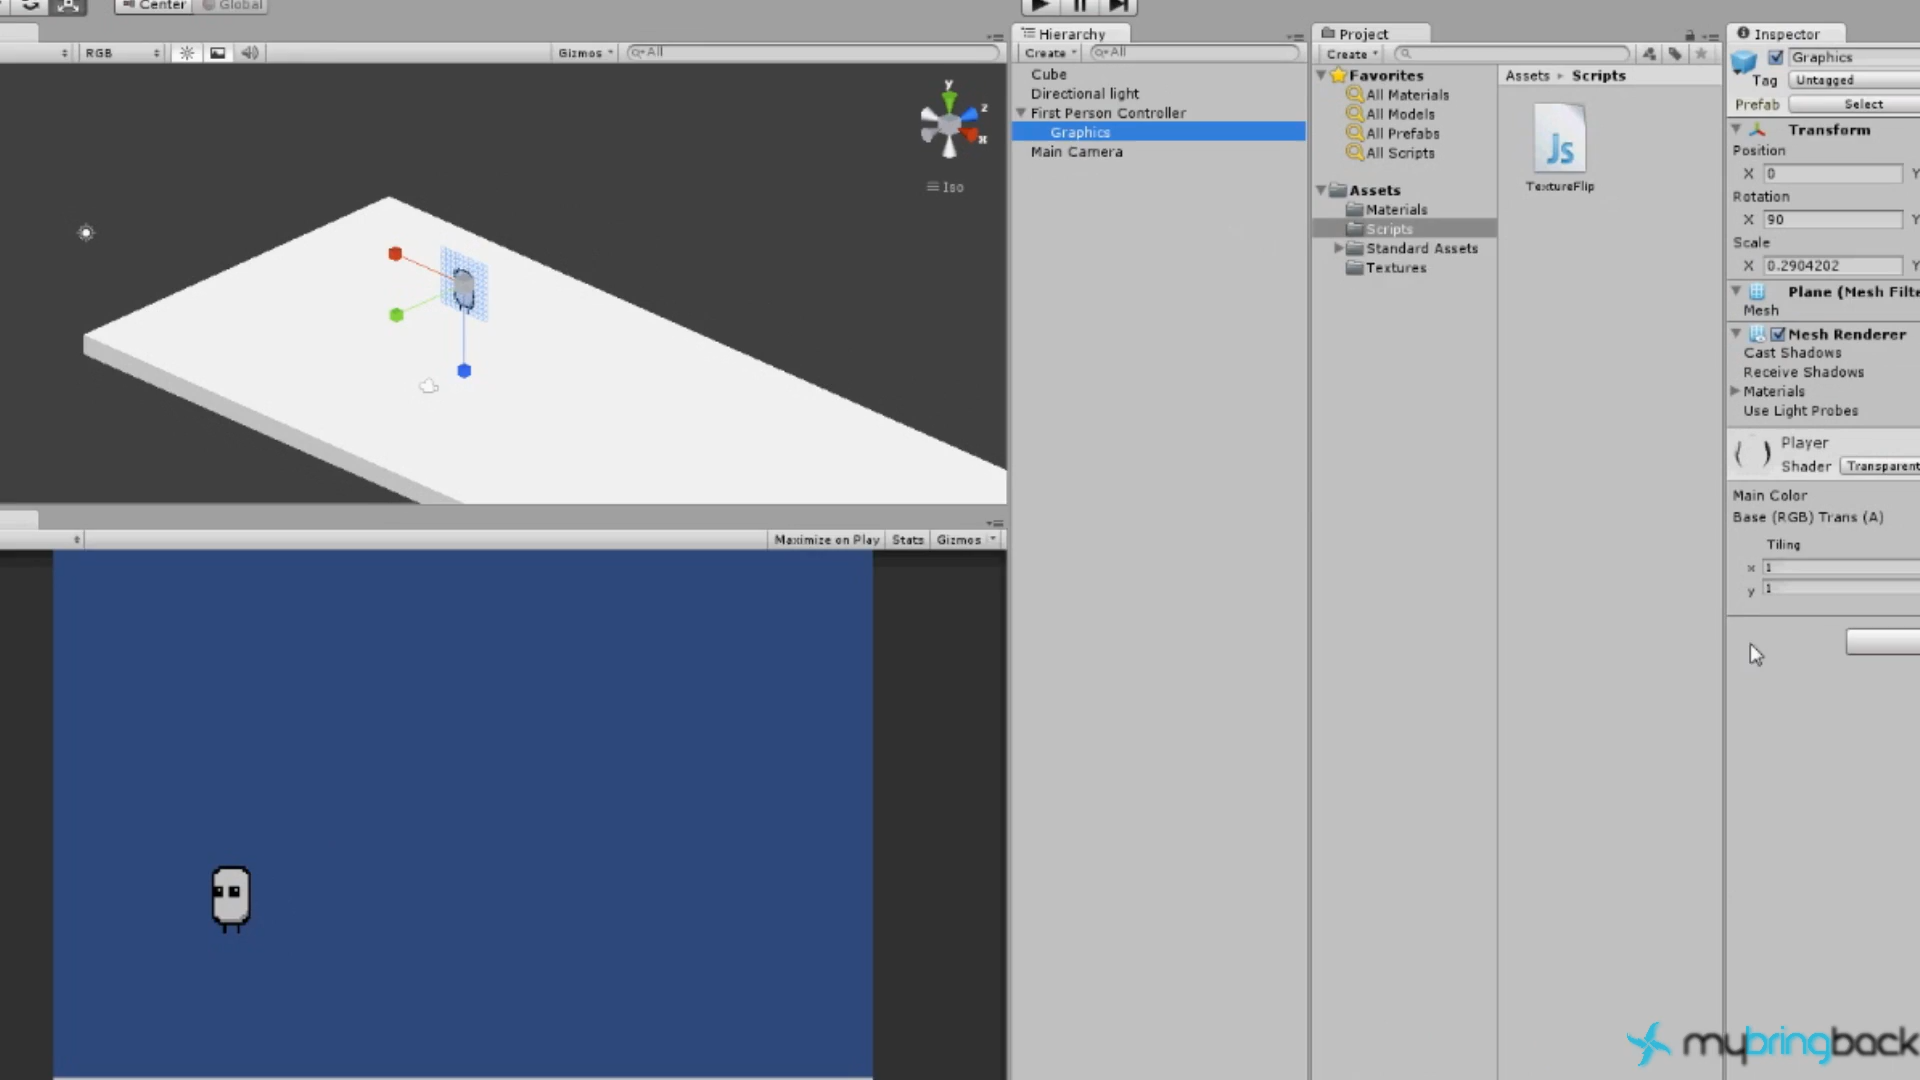 Center Global
RGB
Gizmos
All
Iso
Maximize on Play Stats Gizmos
Hierarchy
Create All
Cube
Directional light
First Person Controller
Graphics
Main Camera
Project
Create
Favorites
All Materials
All Models
All Prefabs
All Scripts
Assets
Materials
Scripts
Standard Assets
Textures
Assets Scripts
Js
TextureFlip
Inspector
Graphics
Tag Untagged
Prefab Select
Transform
Position
X 0 Y
Rotation
X 90 Y
Scale
X 0.2904202 Y
Plane (Mesh Filte
Mesh
Mesh Renderer
Cast Shadows
Receive Shadows
Materials
Use Light Probes
Player
Shader Transparent
Main Color
Base (RGB) Trans (A)
Tiling
x 1
y 1
y
z
x
mybringback